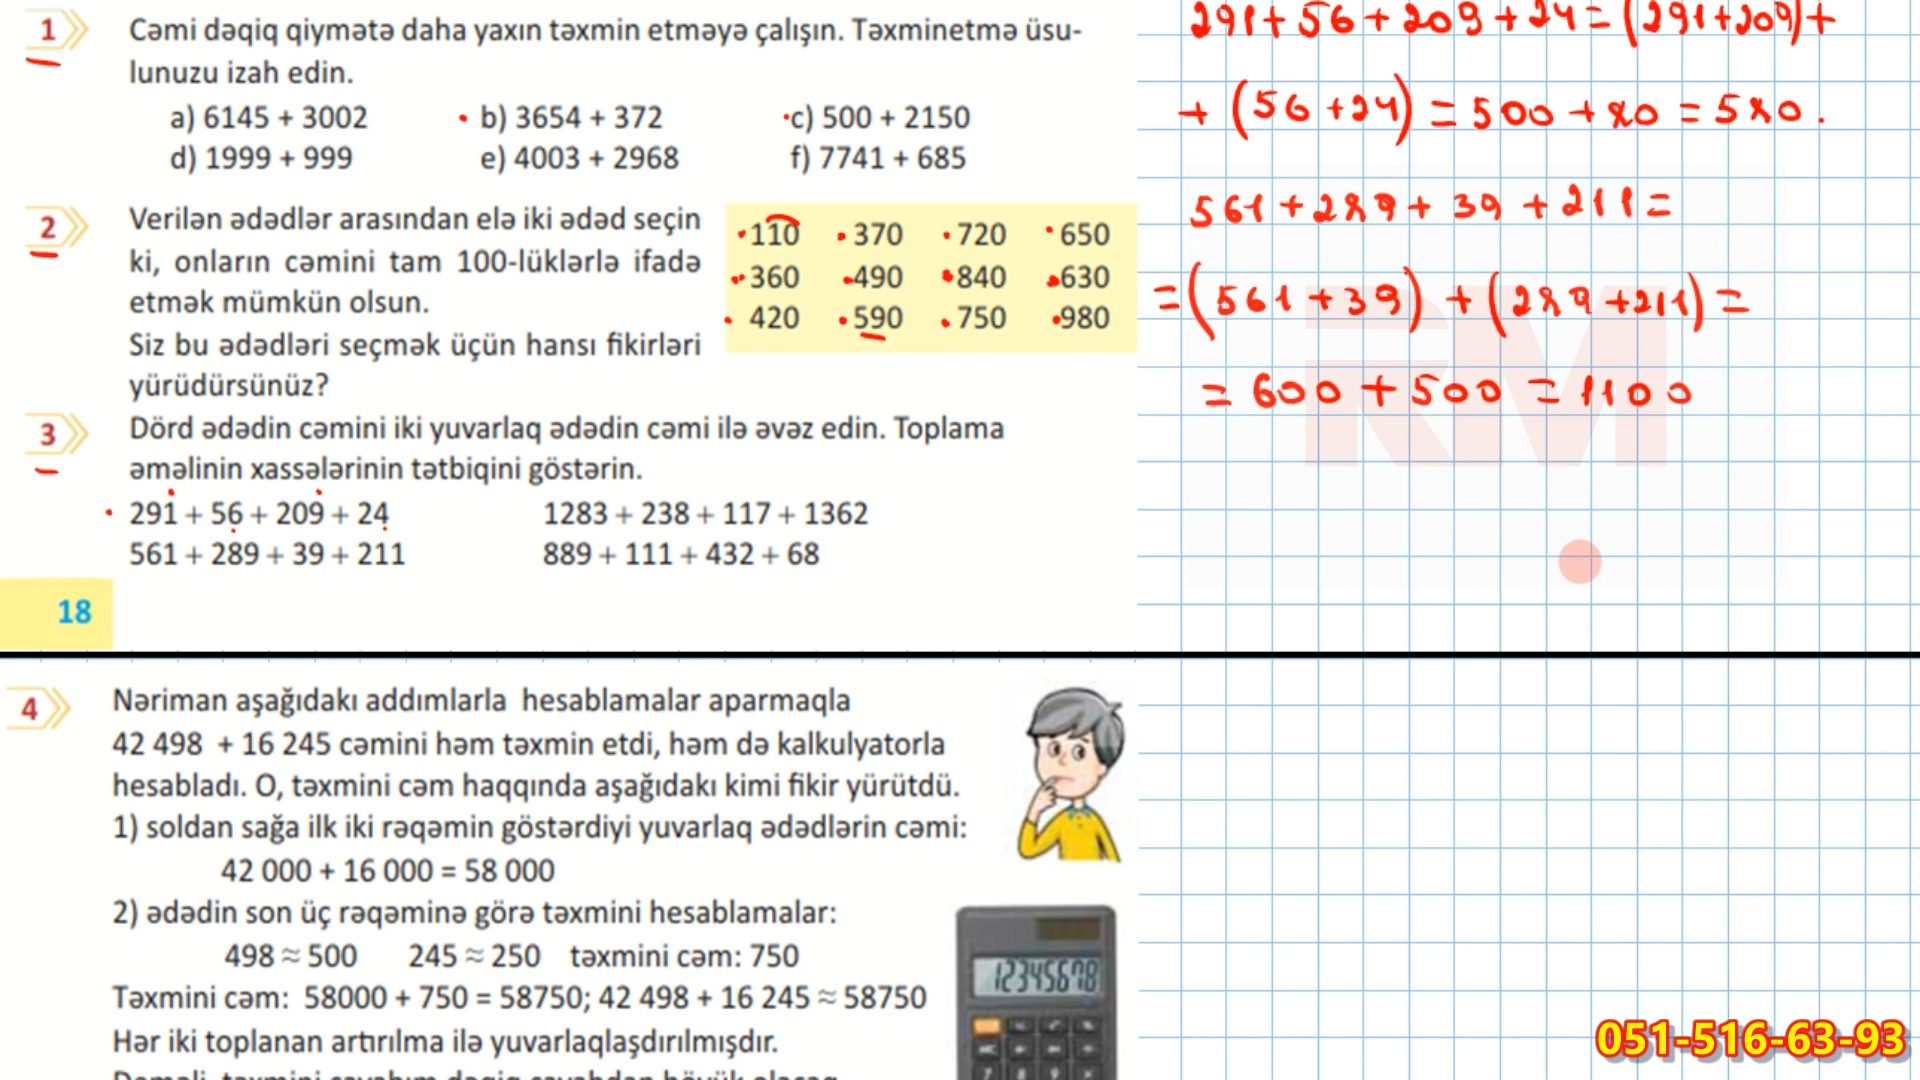 1
Cəmi dəqiq qiymətə daha yaxın təxmin etməyə çalışın. Təxminetmə üsu-
lunuzu izah edin.
a) 6145 + 3002 b) 3654 + 372 c) 500 + 2150
d) 1999 + 999 e) 4003 + 2968 f) 7741 + 685
2
Verilən ədədlər arasından elə iki ədəd seçin
ki, onların cəmini tam 100-lüklərlə ifadə
etmək mümkün olsun.
Siz bu ədədləri seçmək üçün hansı fikirləri
yürüdürsünüz?
110 370 720 650
360 490 840 630
420 590 750 980
3
Dörd ədədin cəmini iki yuvarlaq ədədin cəmi ilə əvəz edin. Toplama
əməlinin xassələrinin tətbiqini göstərin.
291 + 56 + 209 + 24 1283 + 238 + 117 + 1362
561 + 289 + 39 + 211 889 + 111 + 432 + 68
18
291+56+209+24=(291+209)+
+(56+24)=500+80=580.
561+289+39+211=
=(561+39)+(289+211)=
=600+500=1100
RM
4
Nəriman aşağıdakı addımlarla hesablamalar aparmaqla
42 498 + 16 245 cəmini həm təxmin etdi, həm də kalkulyatorla
hesabladı. O, təxmini cəm haqqında aşağıdakı kimi fikir yürütdü.
1) soldan sağa ilk iki rəqəmin göstərdiyi yuvarlaq ədədlərin cəmi:
42 000 + 16 000 = 58 000
2) ədədin son üç rəqəminə görə təxmini hesablamalar:
498 ≈ 500 245 ≈ 250 təxmini cəm: 750
Təxmini cəm: 58000 + 750 = 58750; 42 498 + 16 245 ≈ 58750
Hər iki toplanan artırılma ilə yuvarlaqlaşdırılmışdır.
12345678
7 8 9
051-516-63-93